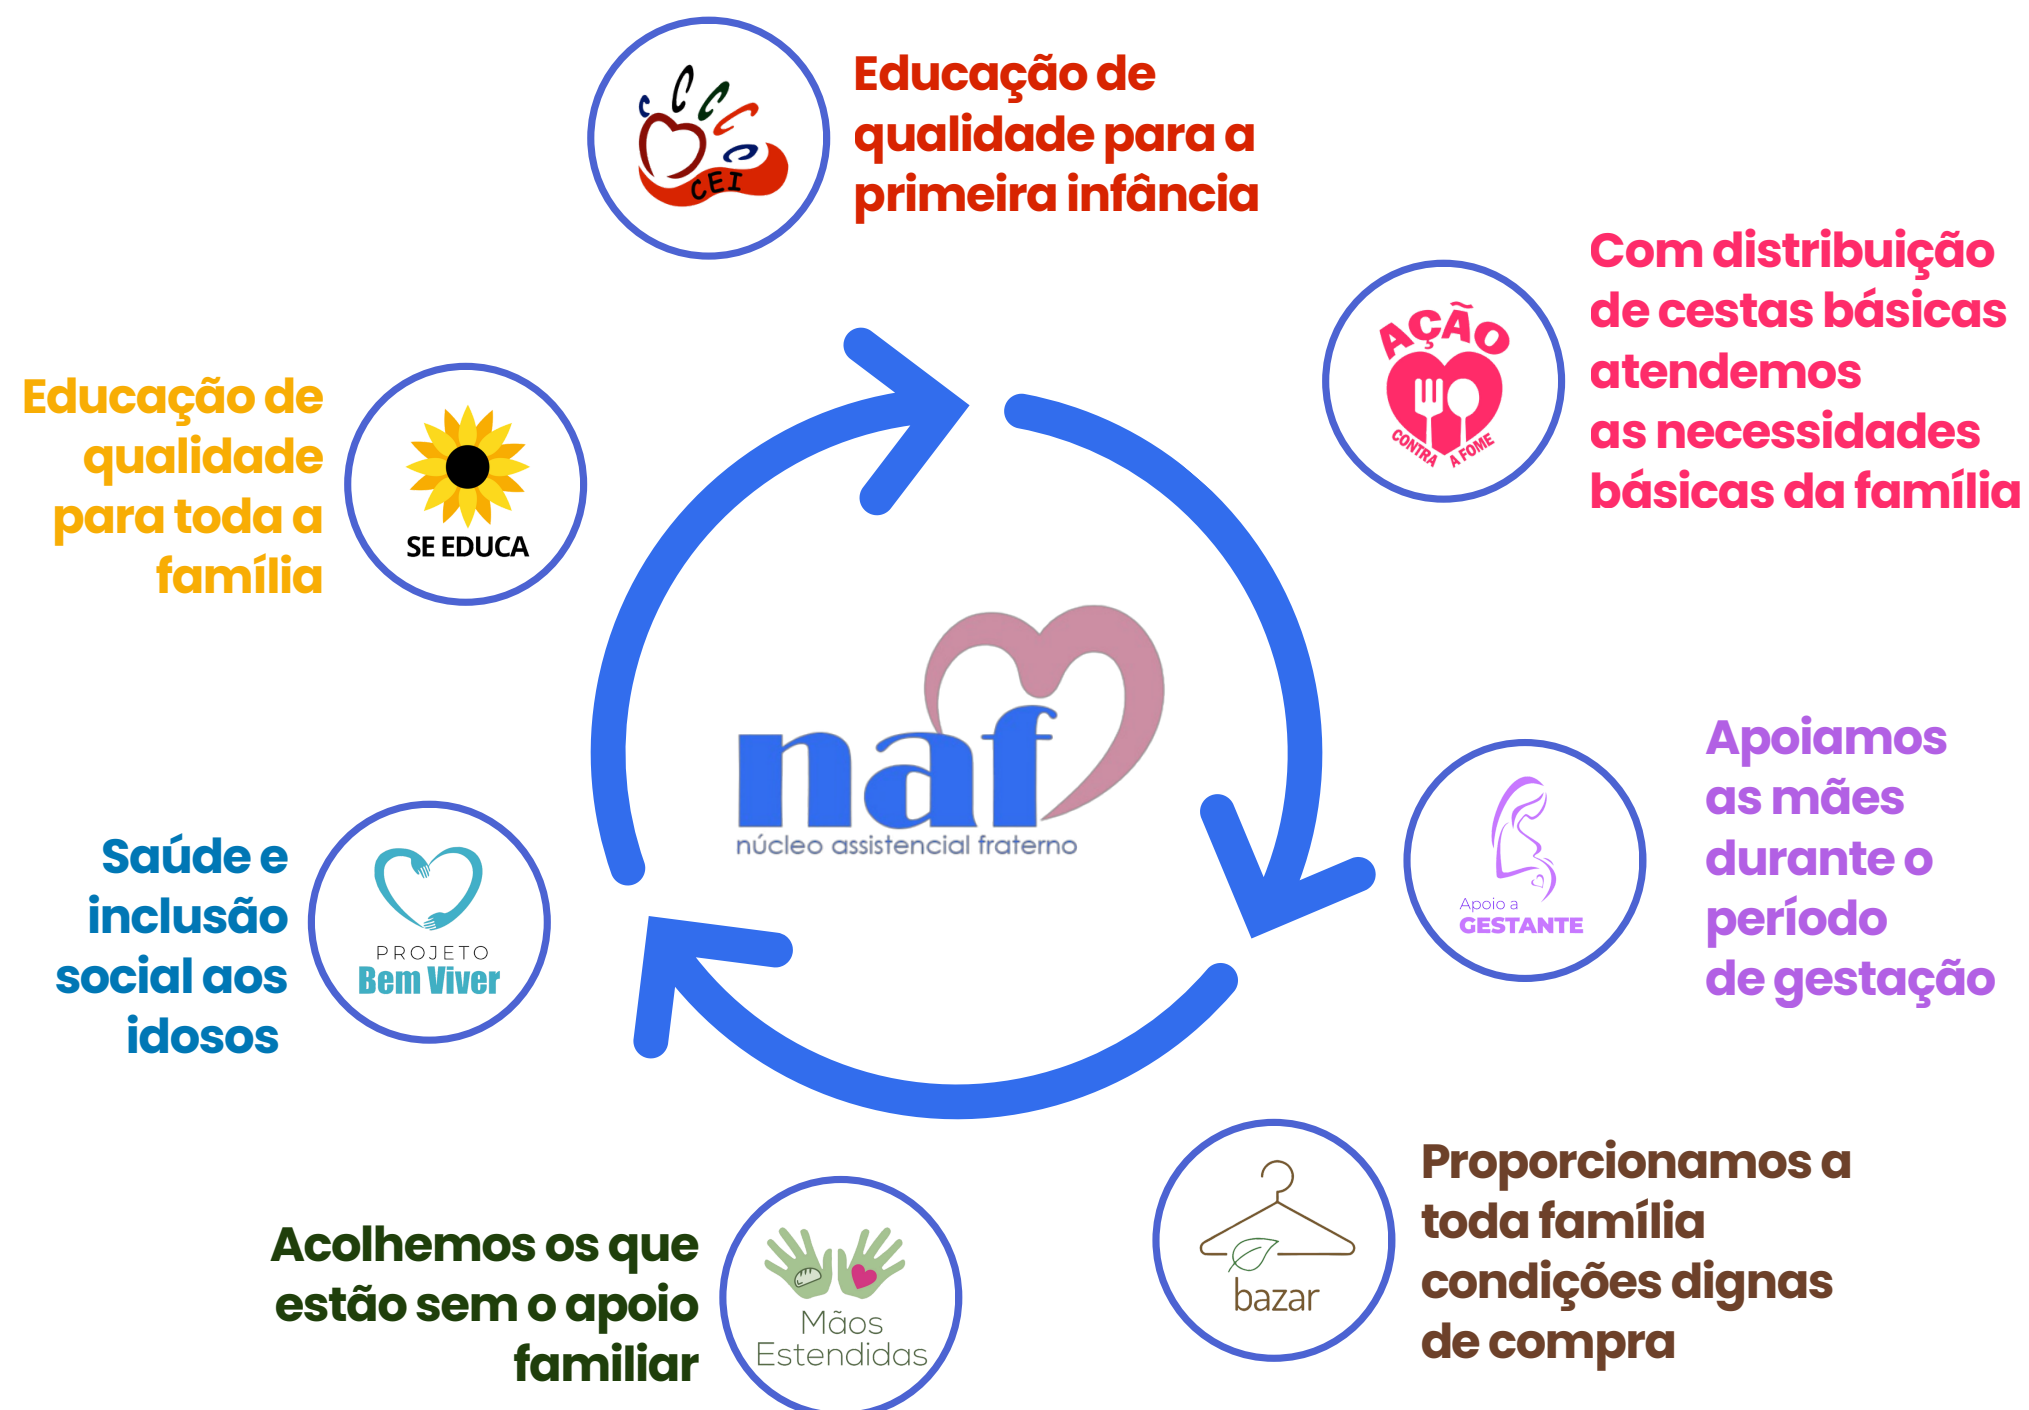 C C C C C
CEI
Educação de
qualidade para a
primeira infância
AÇÃO
CONTRA A FOME
Com distribuição
de cestas básicas
atendemos
as necessidades
básicas da família
Educação de
qualidade
para toda a
família
SE EDUCA
naf
núcleo assistencial fraterno
Apoio a
GESTANTE
Apoiamos
as mães
durante o
período
de gestação
Saúde e
inclusão
social aos
idosos
PROJETO
Bem Viver
bazar
Proporcionamos a
toda família
condições dignas
de compra
Acolhemos os que
estão sem o apoio
familiar
Mãos
Estendidas